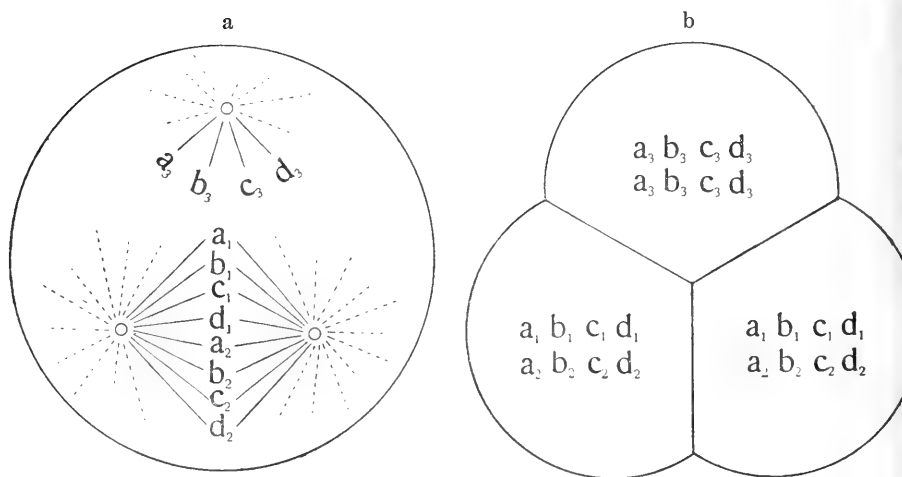 a
a₃ b₃ c₃ d₃
a₁
b₁
c₁
d₁
a₂
b₂
c₂
d₂
b
a₃ b₃ c₃ d₃
a₃ b₃ c₃ d₃
a₁ b₁ c₁ d₁
a₂ b₂ c₂ d₂
a₁ b₁ c₁ d₁
a₂ b₂ c₂ d₂